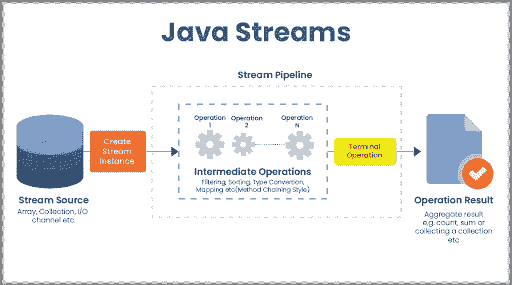 Java Streams
Stream Pipeline
Operation
1
Operation
2
Operation
N
Create
Stream
Instance
Terminal
Operation
Intermediate Operations
Filtering, Sorting, Type Convertion,
Mapping etc(Method Chaining Style)
Stream Source
Array, Collection, I/O
channel etc.
Operation Result
Aggregate result
e.g. count, sum or
collecting a collection
etc